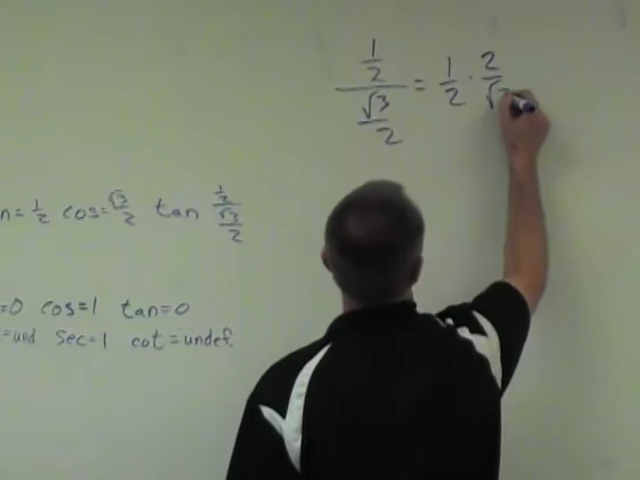 (1/2)/(√3/2) = 1/2 · 2/√3
n=1/2 cos=√3/2 tan (1/2)/(√3/2)
=0 cos=1 tan=0
=und sec=1 cot=undef.